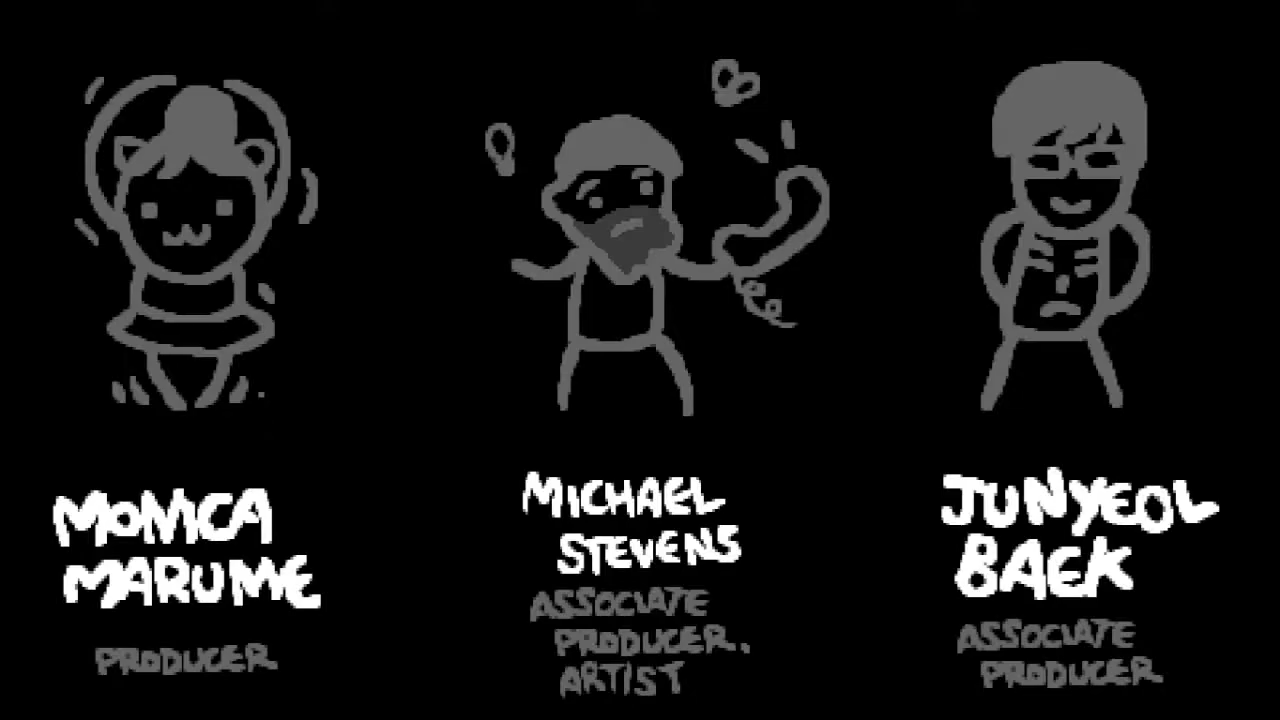 MONICA
MARUME
PRODUCER
MICHAEL
STEVENS
ASSOCIATE
PRODUCER.
ARTIST
JUNYEOL
BAEK
ASSOCIATE
PRODUCER